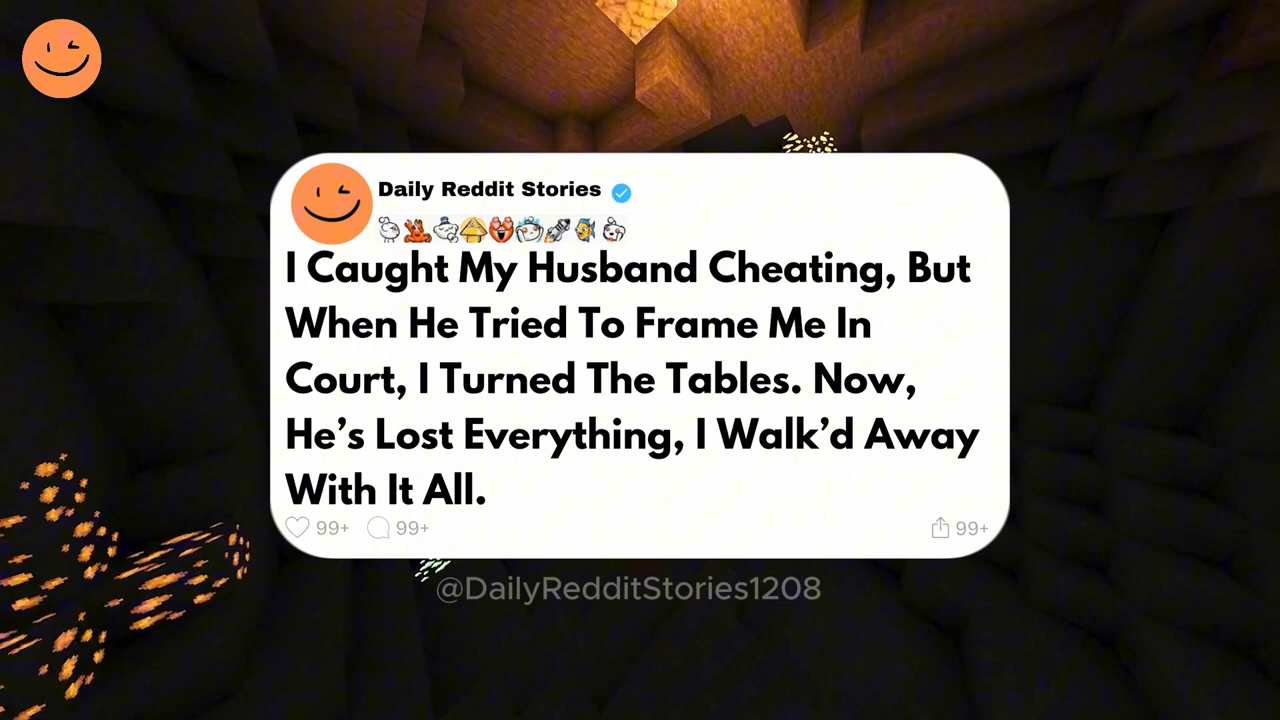 Daily Reddit Stories
I Caught My Husband Cheating, But
When He Tried To Frame Me In
Court, I Turned The Tables. Now,
He’s Lost Everything, I Walk’d Away
With It All.
99+ 99+ 99+
@DailyRedditStories1208